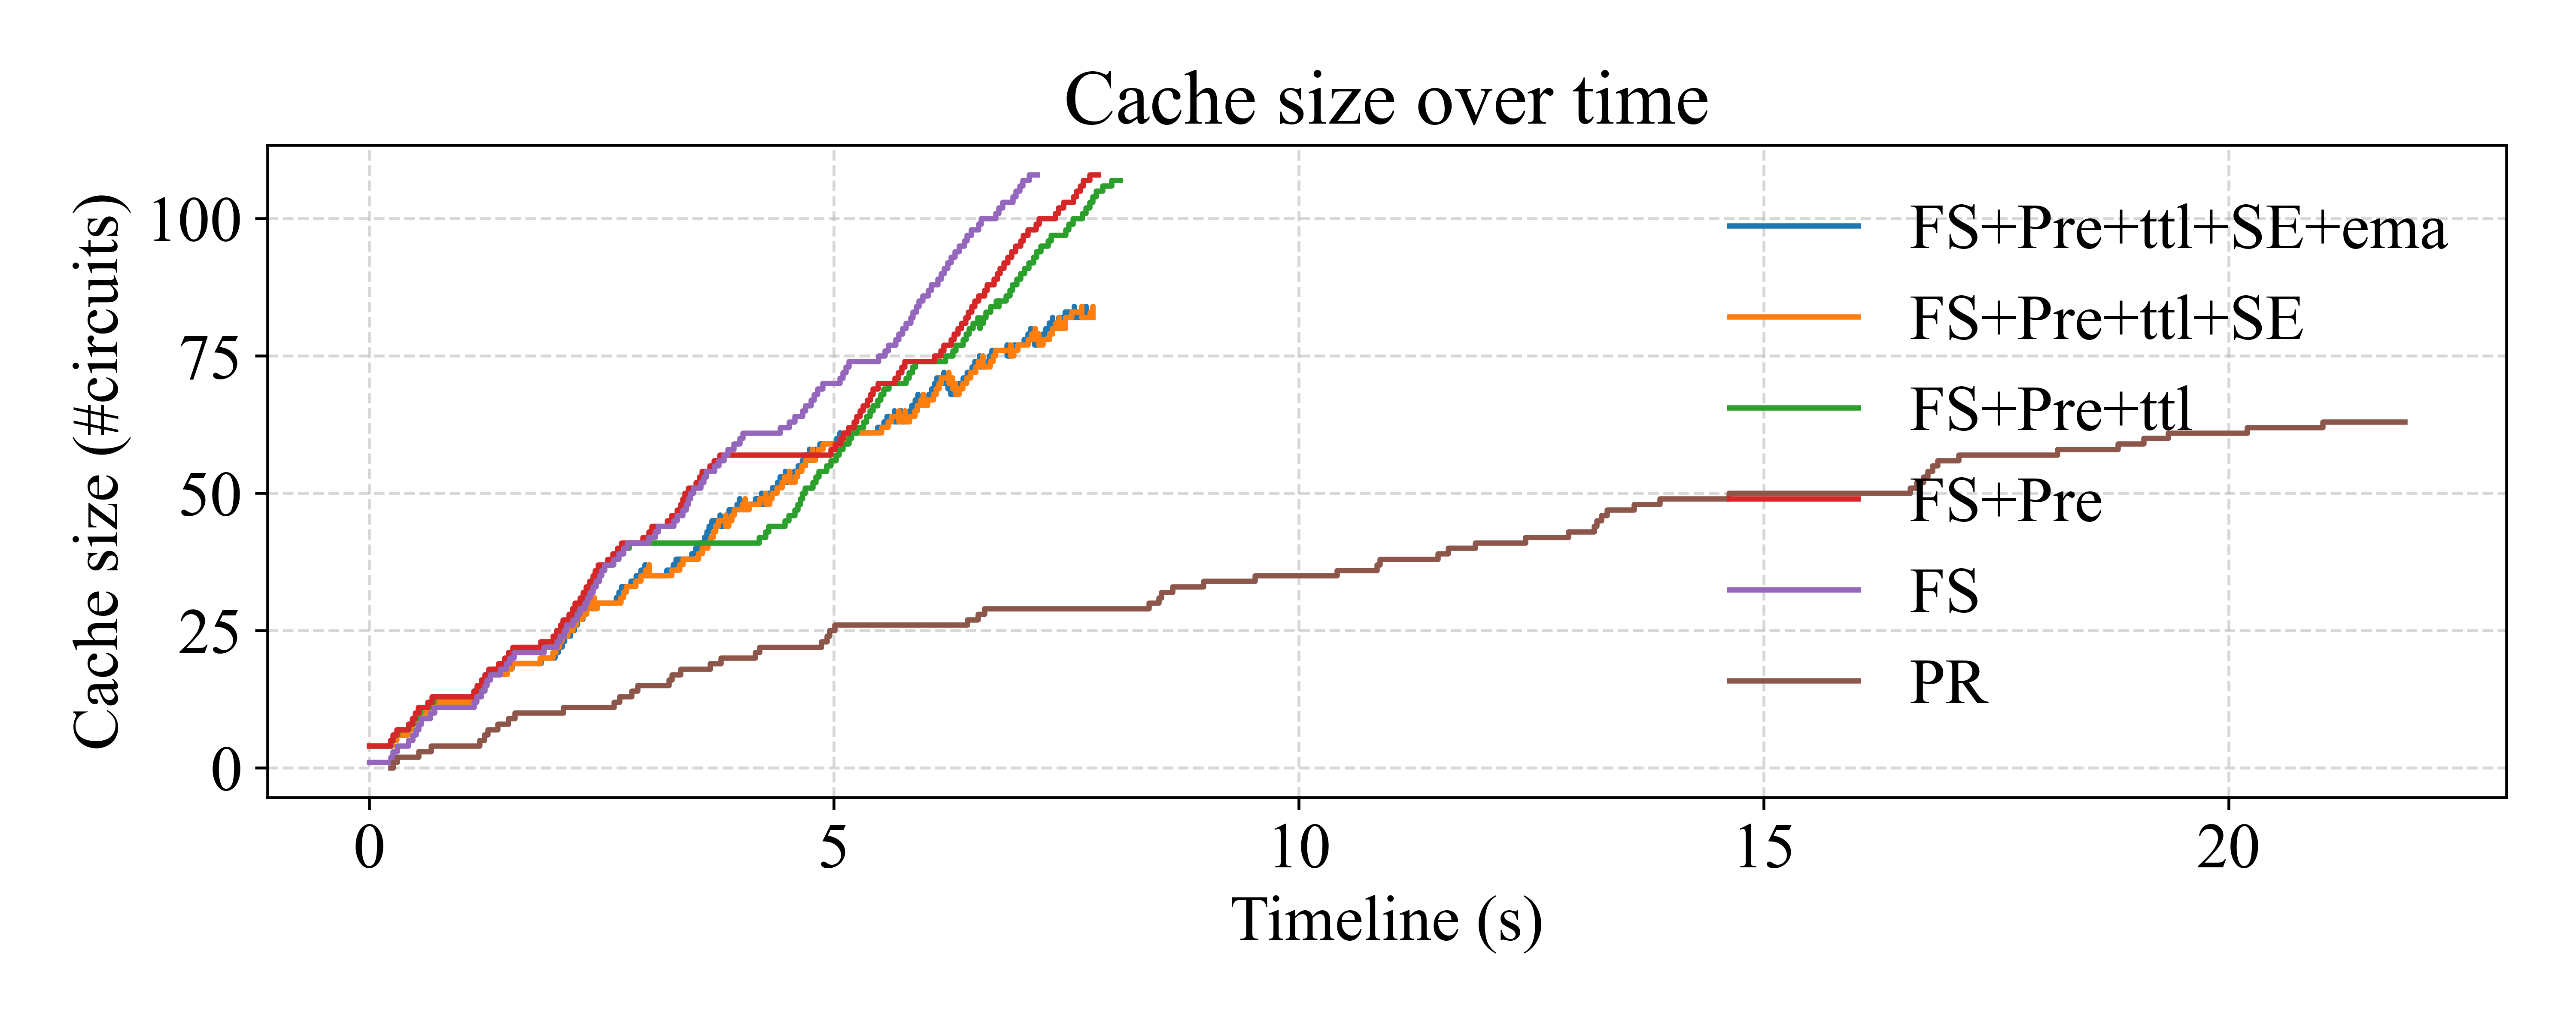 Cache size over time
Cache size (#circuits)
100
75
50
25
0
FS+Pre+ttl+SE+ema
FS+Pre+ttl+SE
FS+Pre+ttl
FS+Pre
FS
PR
0 5 10 15 20
Timeline (s)